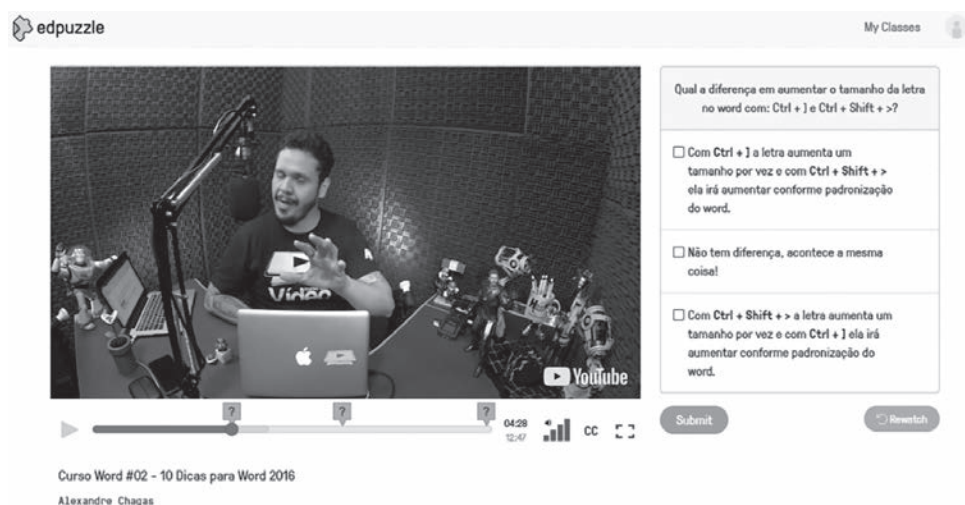 edpuzzle
My Classes
Vídeo
YouTube
Qual a diferença em aumentar o tamanho da letra
no word com: Ctrl + ] e Ctrl + Shift + >?
Com Ctrl + ] a letra aumenta um
tamanho por vez e com Ctrl + Shift + >
ela irá aumentar conforme padronização
do word.
Não tem diferença, acontece a mesma
coisa!
Com Ctrl + Shift + > a letra aumenta um
tamanho por vez e com Ctrl + ] ela irá
aumentar conforme padronização do
word.
? ? ?
04:28
12:47
CC
Submit
Rewatch
Curso Word #02 - 10 Dicas para Word 2016
Alexandre Chagas